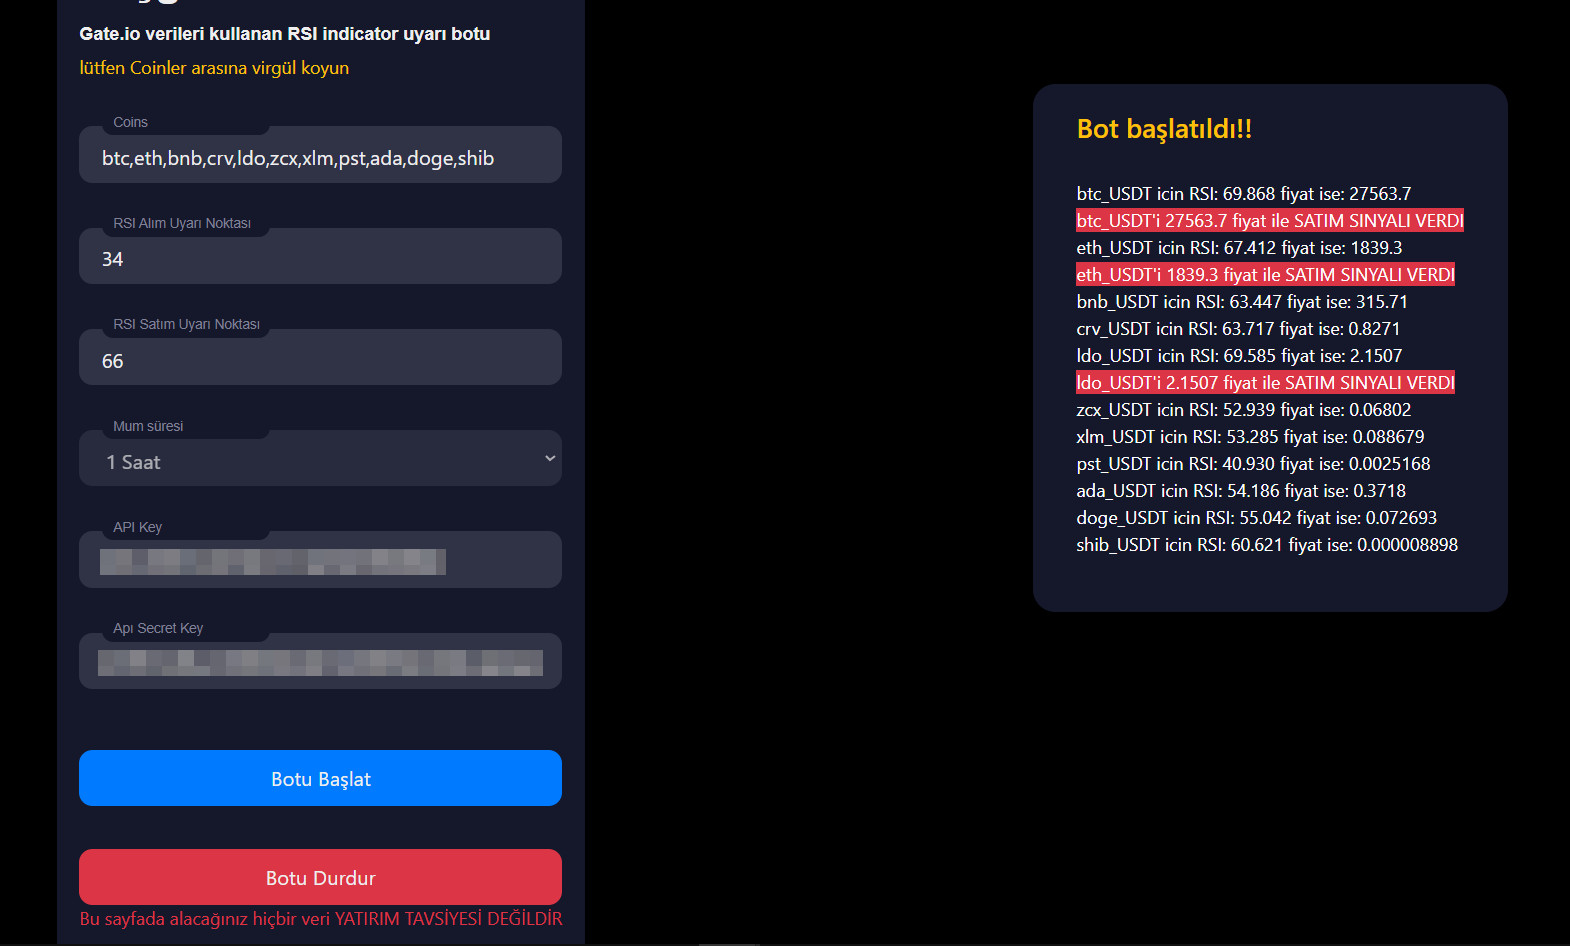 Gate.io verileri kullanan RSI indicator uyarı botu
lütfen Coinler arasına virgül koyun
Coins
btc,eth,bnb,crv,ldo,zcx,xlm,pst,ada,doge,shib
RSI Alım Uyarı Noktası
34
RSI Satım Uyarı Noktası
66
Mum süresi
1 Saat
API Key
Apı Secret Key
Botu Başlat
Botu Durdur
Bu sayfada alacağınız hiçbir veri YATIRIM TAVSİYESİ DEĞİLDİR
Bot başlatıldı!!
btc_USDT icin RSI: 69.868 fiyat ise: 27563.7
btc_USDT'i 27563.7 fiyat ile SATIM SINYALI VERDI
eth_USDT icin RSI: 67.412 fiyat ise: 1839.3
eth_USDT'i 1839.3 fiyat ile SATIM SINYALI VERDI
bnb_USDT icin RSI: 63.447 fiyat ise: 315.71
crv_USDT icin RSI: 63.717 fiyat ise: 0.8271
ldo_USDT icin RSI: 69.585 fiyat ise: 2.1507
ldo_USDT'i 2.1507 fiyat ile SATIM SINYALI VERDI
zcx_USDT icin RSI: 52.939 fiyat ise: 0.06802
xlm_USDT icin RSI: 53.285 fiyat ise: 0.088679
pst_USDT icin RSI: 40.930 fiyat ise: 0.0025168
ada_USDT icin RSI: 54.186 fiyat ise: 0.3718
doge_USDT icin RSI: 55.042 fiyat ise: 0.072693
shib_USDT icin RSI: 60.621 fiyat ise: 0.000008898